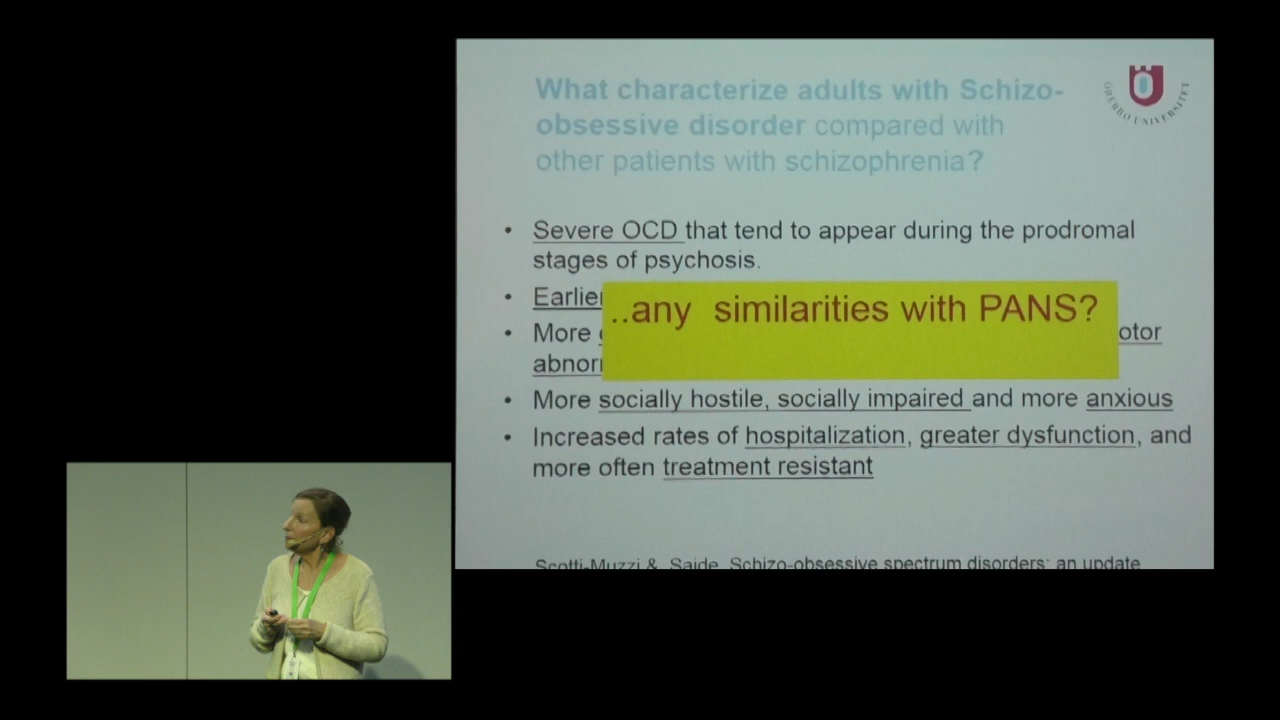 What characterize adults with Schizo-
obsessive disorder compared with
other patients with schizophrenia?
ÖREBRO UNIVERSITET
• Severe OCD that tend to appear during the prodromal
stages of psychosis.
• Earlier
..any similarities with PANS?
• More otor
abnor
• More socially hostile, socially impaired and more anxious
• Increased rates of hospitalization, greater dysfunction, and
more often treatment resistant
Scotti-Muzzi & Saide. Schizo-obsessive spectrum disorders: an update